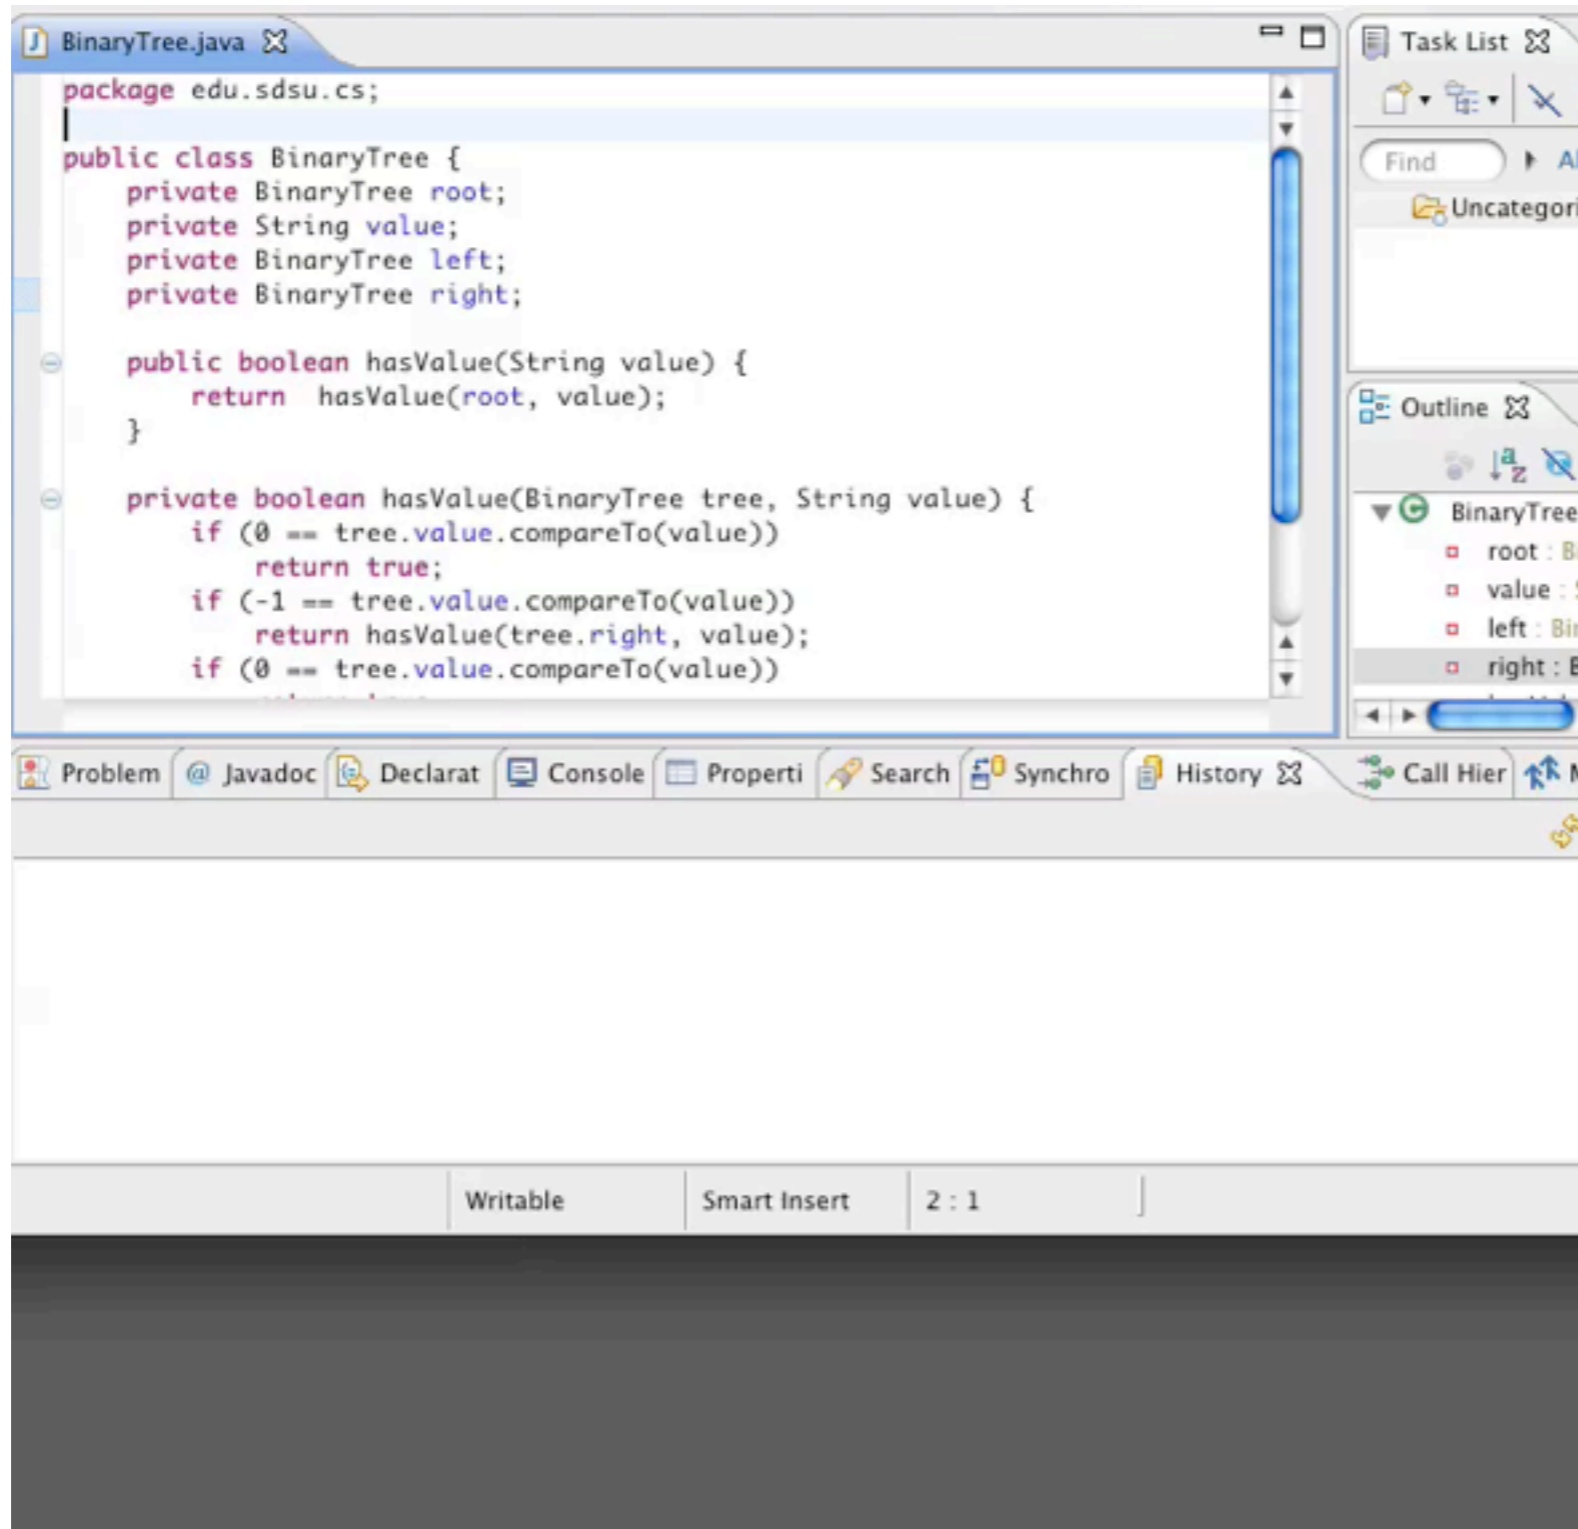 BinaryTree.java
package edu.sdsu.cs;
public class BinaryTree {
    private BinaryTree root;
    private String value;
    private BinaryTree left;
    private BinaryTree right;
    public boolean hasValue(String value) {
        return  hasValue(root, value);
    }
    private boolean hasValue(BinaryTree tree, String value) {
        if (0 == tree.value.compareTo(value))
            return true;
        if (-1 == tree.value.compareTo(value))
            return hasValue(tree.right, value);
        if (0 == tree.value.compareTo(value))
Task List
Find
Uncategori
Outline
BinaryTree
root : B
value :
left : Bin
right : B
Problem @ Javadoc Declarat Console Properti Search Synchro History Call Hier
Writable Smart Insert 2 : 1